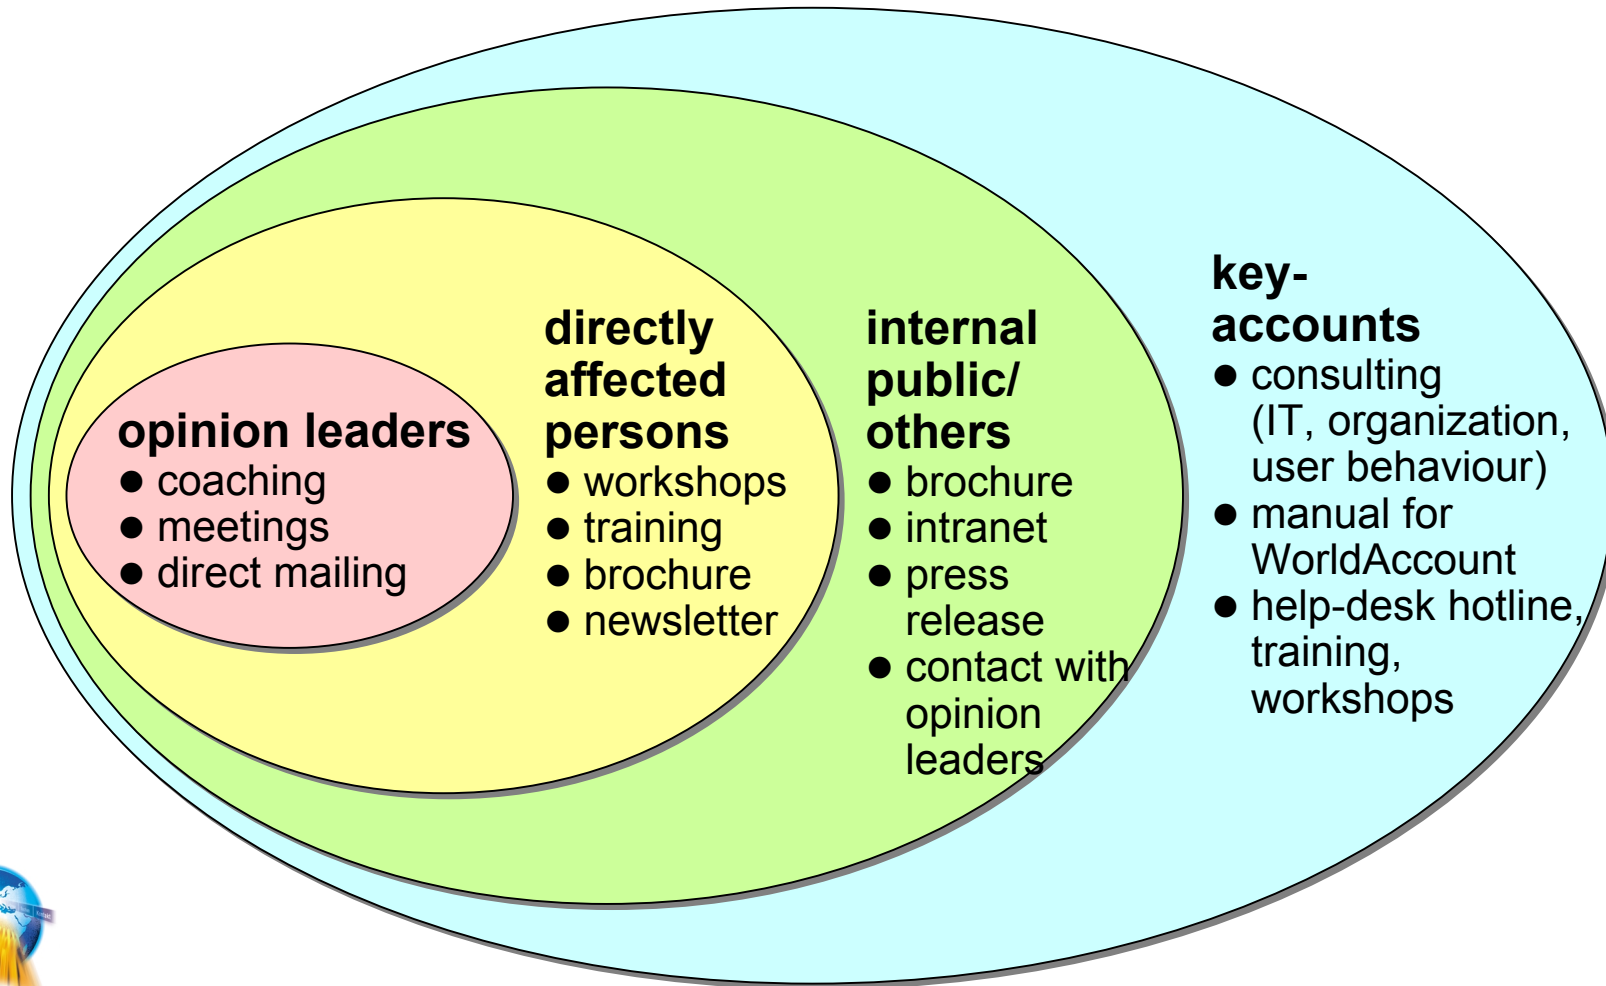 opinion leaders
● coaching
● meetings
● direct mailing
directly
affected
persons
● workshops
● training
● brochure
● newsletter
internal
public/
others
● brochure
● intranet
● press
release
● contact with
opinion
leaders
key-
accounts
● consulting
(IT, organization,
user behaviour)
● manual for
WorldAccount
● help-desk hotline,
training,
workshops